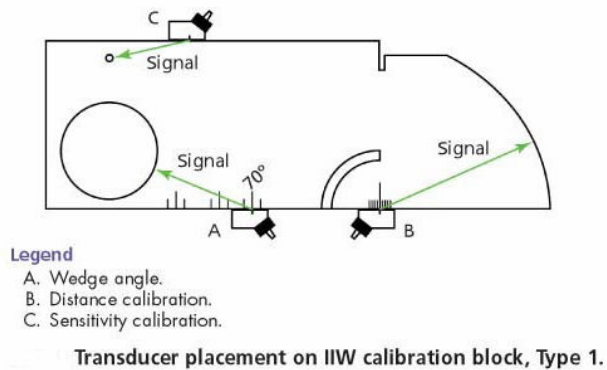 C
Signal
Signal
70°
Signal
A
B
Legend
A. Wedge angle.
B. Distance calibration.
C. Sensitivity calibration.
Transducer placement on IIW calibration block, Type 1.